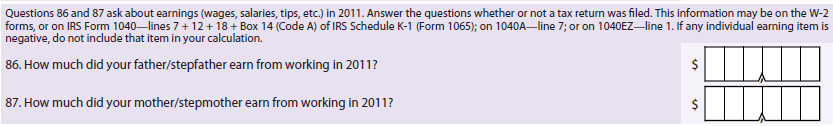 Questions 86 and 87 ask about earnings (wages, salaries, tips, etc.) in 2011. Answer the questions whether or not a tax return was filed. This information may be on the W-2
forms, or on IRS Form 1040—lines 7 + 12 + 18 + Box 14 (Code A) of IRS Schedule K-1 (Form 1065); on 1040A—line 7; or on 1040EZ—line 1. If any individual earning item is
negative, do not include that item in your calculation.
86. How much did your father/stepfather earn from working in 2011? $
87. How much did your mother/stepmother earn from working in 2011? $